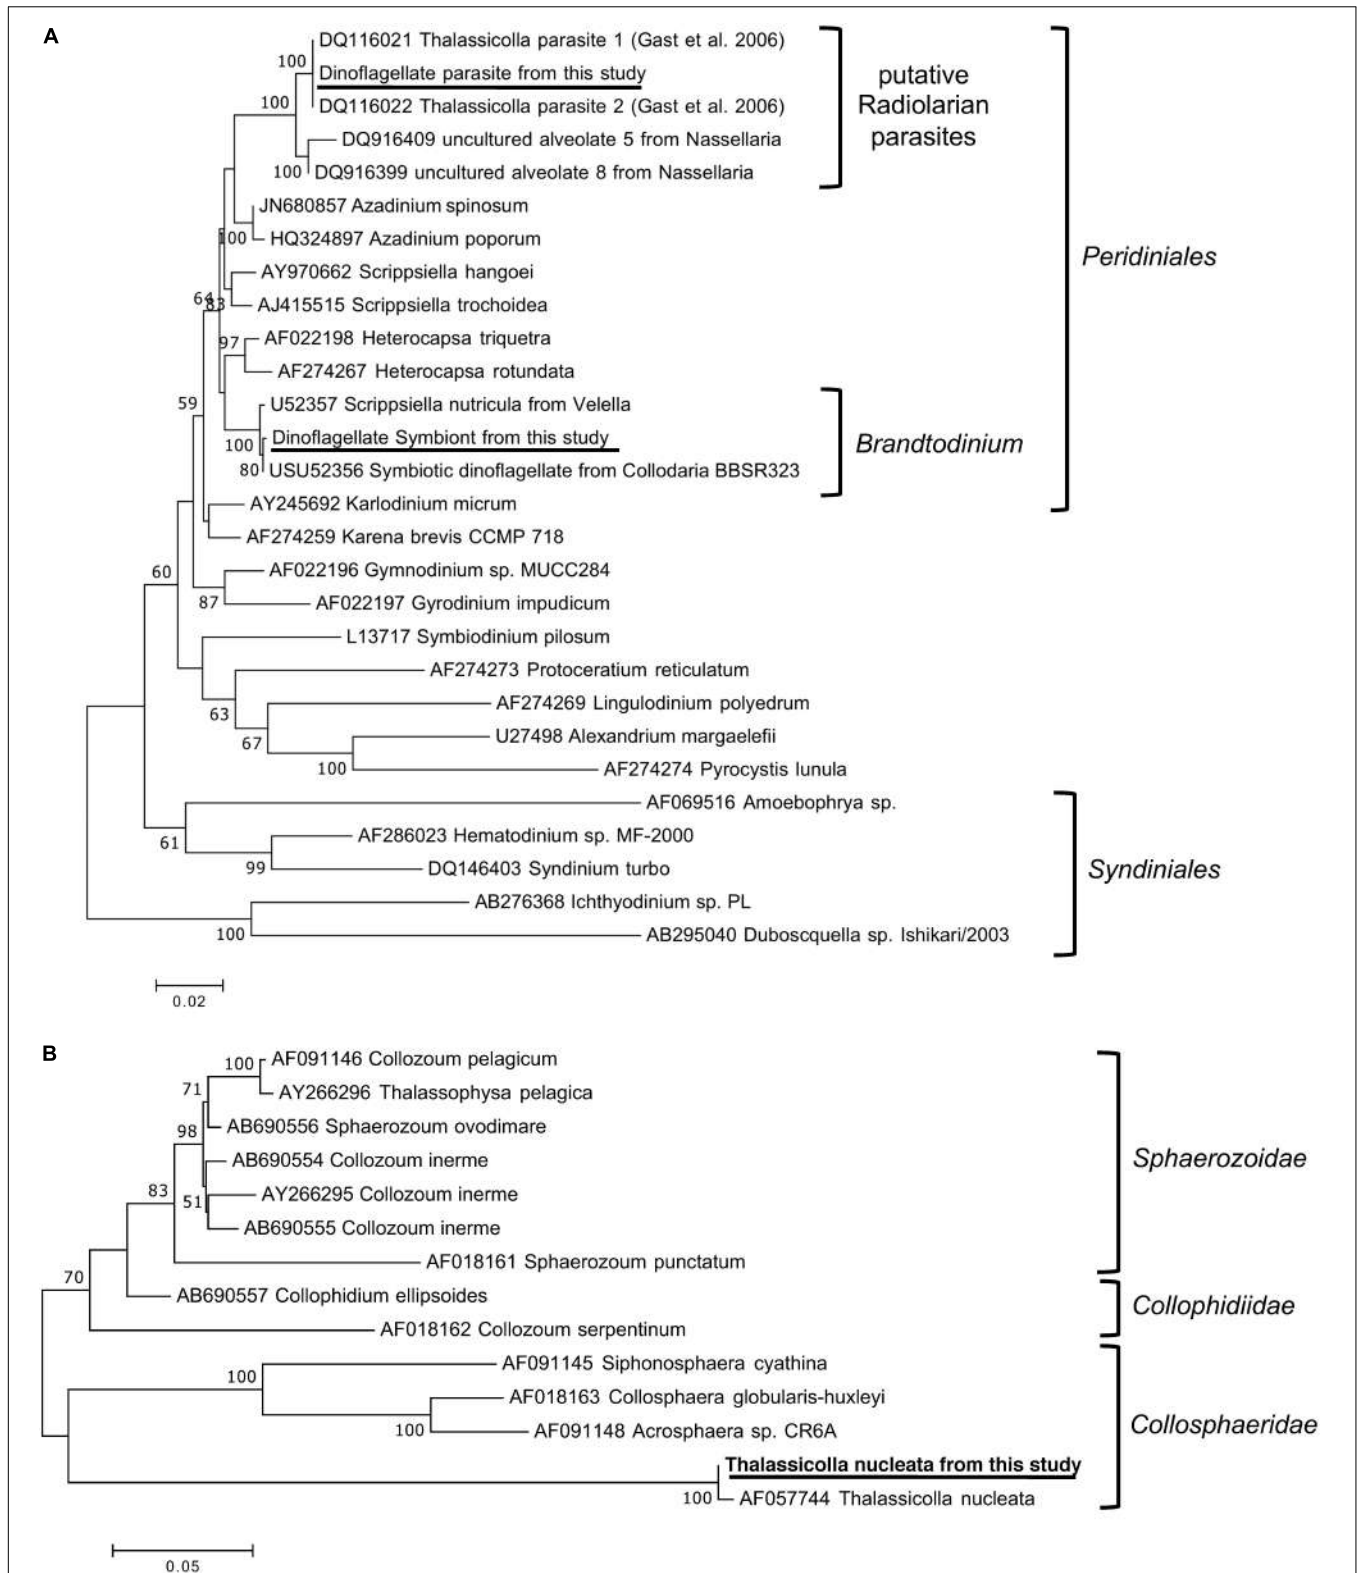 A
DQ116021 Thalassicolla parasite 1 (Gast et al. 2006)
100
Dinoflagellate parasite from this study
100
DQ116022 Thalassicolla parasite 2 (Gast et al. 2006)
DQ916409 uncultured alveolate 5 from Nassellaria
100
DQ916399 uncultured alveolate 8 from Nassellaria
putative
Radiolarian
parasites
JN680857 Azadinium spinosum
100
HQ324897 Azadinium poporum
Peridiniales
AY970662 Scrippsiella hangoei
64
83
AJ415515 Scrippsiella trochoidea
AF022198 Heterocapsa triquetra
97
AF274267 Heterocapsa rotundata
59
U52357 Scrippsiella nutricula from Velella
100
Dinoflagellate Symbiont from this study
Brandtodinium
80
USU52356 Symbiotic dinoflagellate from Collodaria BBSR323
AY245692 Karlodinium micrum
AF274259 Karena brevis CCMP 718
60
AF022196 Gymnodinium sp. MUCC284
87
AF022197 Gyrodinium impudicum
L13717 Symbiodinium pilosum
AF274273 Protoceratium reticulatum
63
AF274269 Lingulodinium polyedrum
67
U27498 Alexandrium margaelefii
100
AF274274 Pyrocystis lunula
AF069516 Amoebophrya sp.
61
AF286023 Hematodinium sp. MF-2000
99
DQ146403 Syndinium turbo
Syndiniales
AB276368 Ichthyodinium sp. PL
100
AB295040 Duboscquella sp. Ishikari/2003
0.02
B
100
AF091146 Collozoum pelagicum
71
AY266296 Thalassophysa pelagica
98
AB690556 Sphaerozoum ovodimare
AB690554 Collozoum inerme
Sphaerozoidae
83
51
AY266295 Collozoum inerme
AB690555 Collozoum inerme
AF018161 Sphaerozoum punctatum
70
AB690557 Collophidium ellipsoides
Collophidiidae
AF018162 Collozoum serpentinum
AF091145 Siphonosphaera cyathina
100
AF018163 Collosphaera globularis-huxleyi
100
AF091148 Acrosphaera sp. CR6A
Collosphaeridae
Thalassicolla nucleata from this study
100
AF057744 Thalassicolla nucleata
0.05